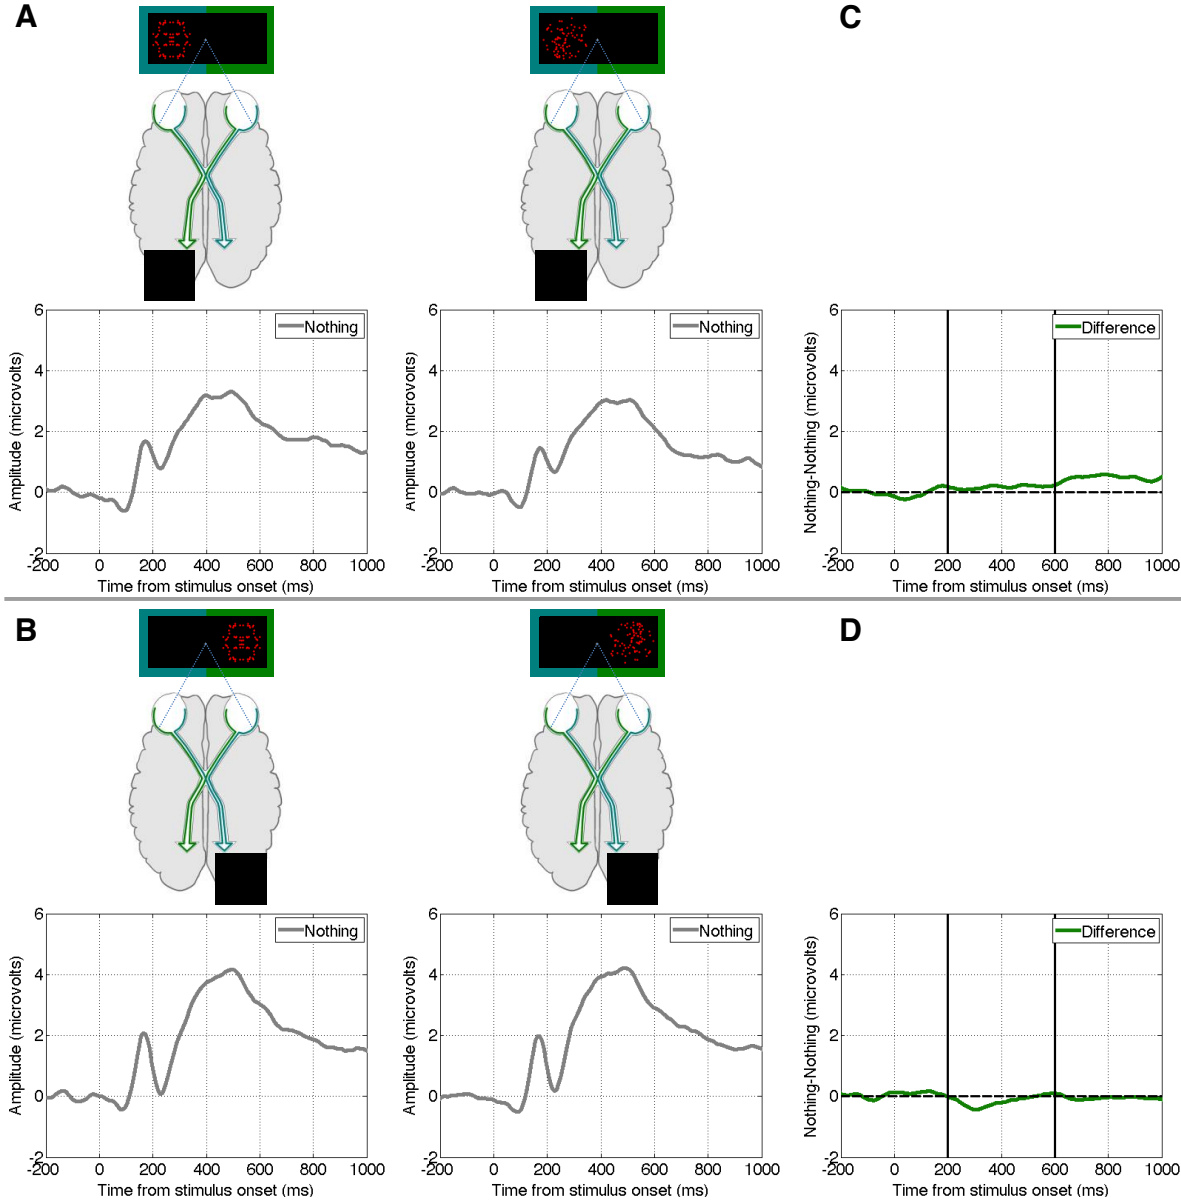 A
C
6
4
2
0
-2
Amplitude (microvolts)
Nothing
-200 0 200 400 600 800 1000
Time from stimulus onset (ms)
6
4
2
0
-2
Amplitude (microvolts)
Nothing
-200 0 200 400 600 800 1000
Time from stimulus onset (ms)
6
4
2
0
-2
Nothing-Nothing (microvolts)
Difference
-200 0 200 400 600 800 1000
Time from stimulus onset (ms)
B
D
6
4
2
0
-2
Amplitude (microvolts)
Nothing
-200 0 200 400 600 800 1000
Time from stimulus onset (ms)
6
4
2
0
-2
Amplitude (microvolts)
Nothing
-200 0 200 400 600 800 1000
Time from stimulus onset (ms)
6
4
2
0
-2
Nothing-Nothing (microvolts)
Difference
-200 0 200 400 600 800 1000
Time from stimulus onset (ms)